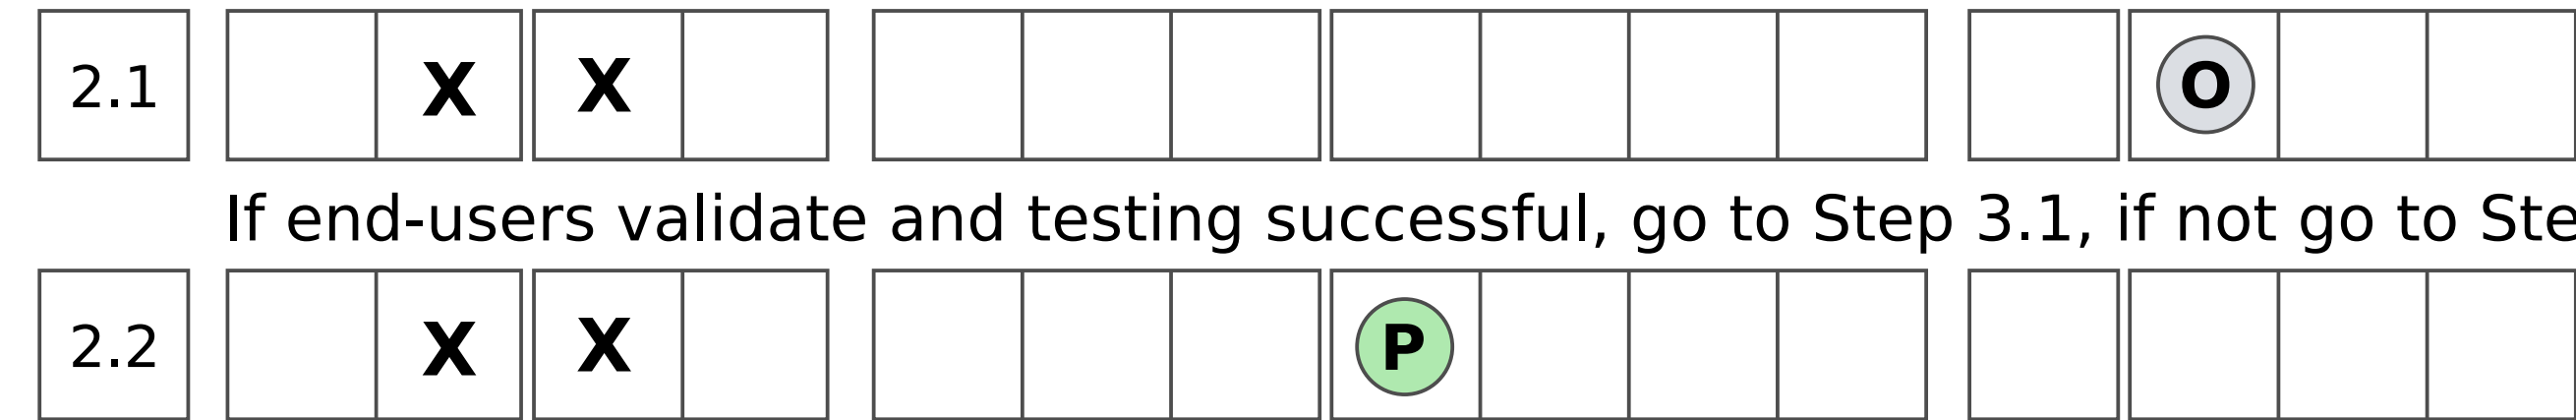 2.1 X X O
If end-users validate and testing successful, go to Step 3.1, if not go to Ste
2.2 X X P